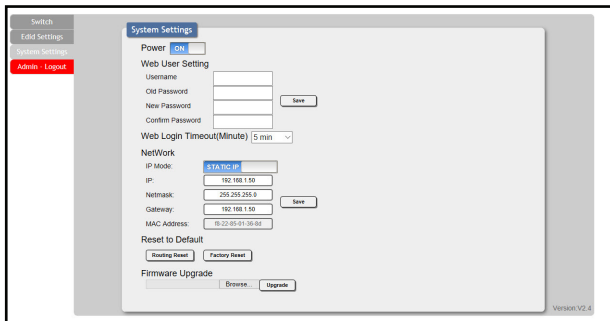 Switch
Edid Settings
System Settings
Admin - Logout
System Settings
Power ON
Web User Setting
Username
Old Password
New Password
Save
Confirm Password
Web Login Timeout(Minute) 5 min
NetWork
IP Mode: STATIC IP
IP: 192.168.1.50
Netmask: 255.255.255.0
Save
Gateway: 192.168.1.50
MAC Address: f8-22-85-01-36-8d
Reset to Default
Routing Reset Factory Reset
Firmware Upgrade
Browse... Upgrade
Version:V2.4